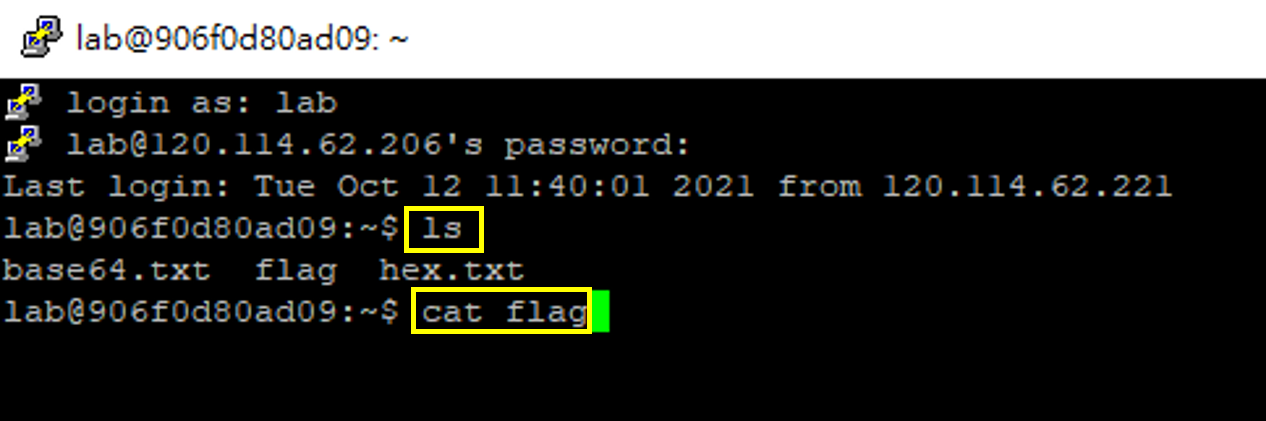 lab@906f0d80ad09: ~
login as: lab
lab@120.114.62.206's password:
Last login: Tue Oct 12 11:40:01 2021 from 120.114.62.221
lab@906f0d80ad09:~$ ls
base64.txt  flag  hex.txt
lab@906f0d80ad09:~$ cat flag